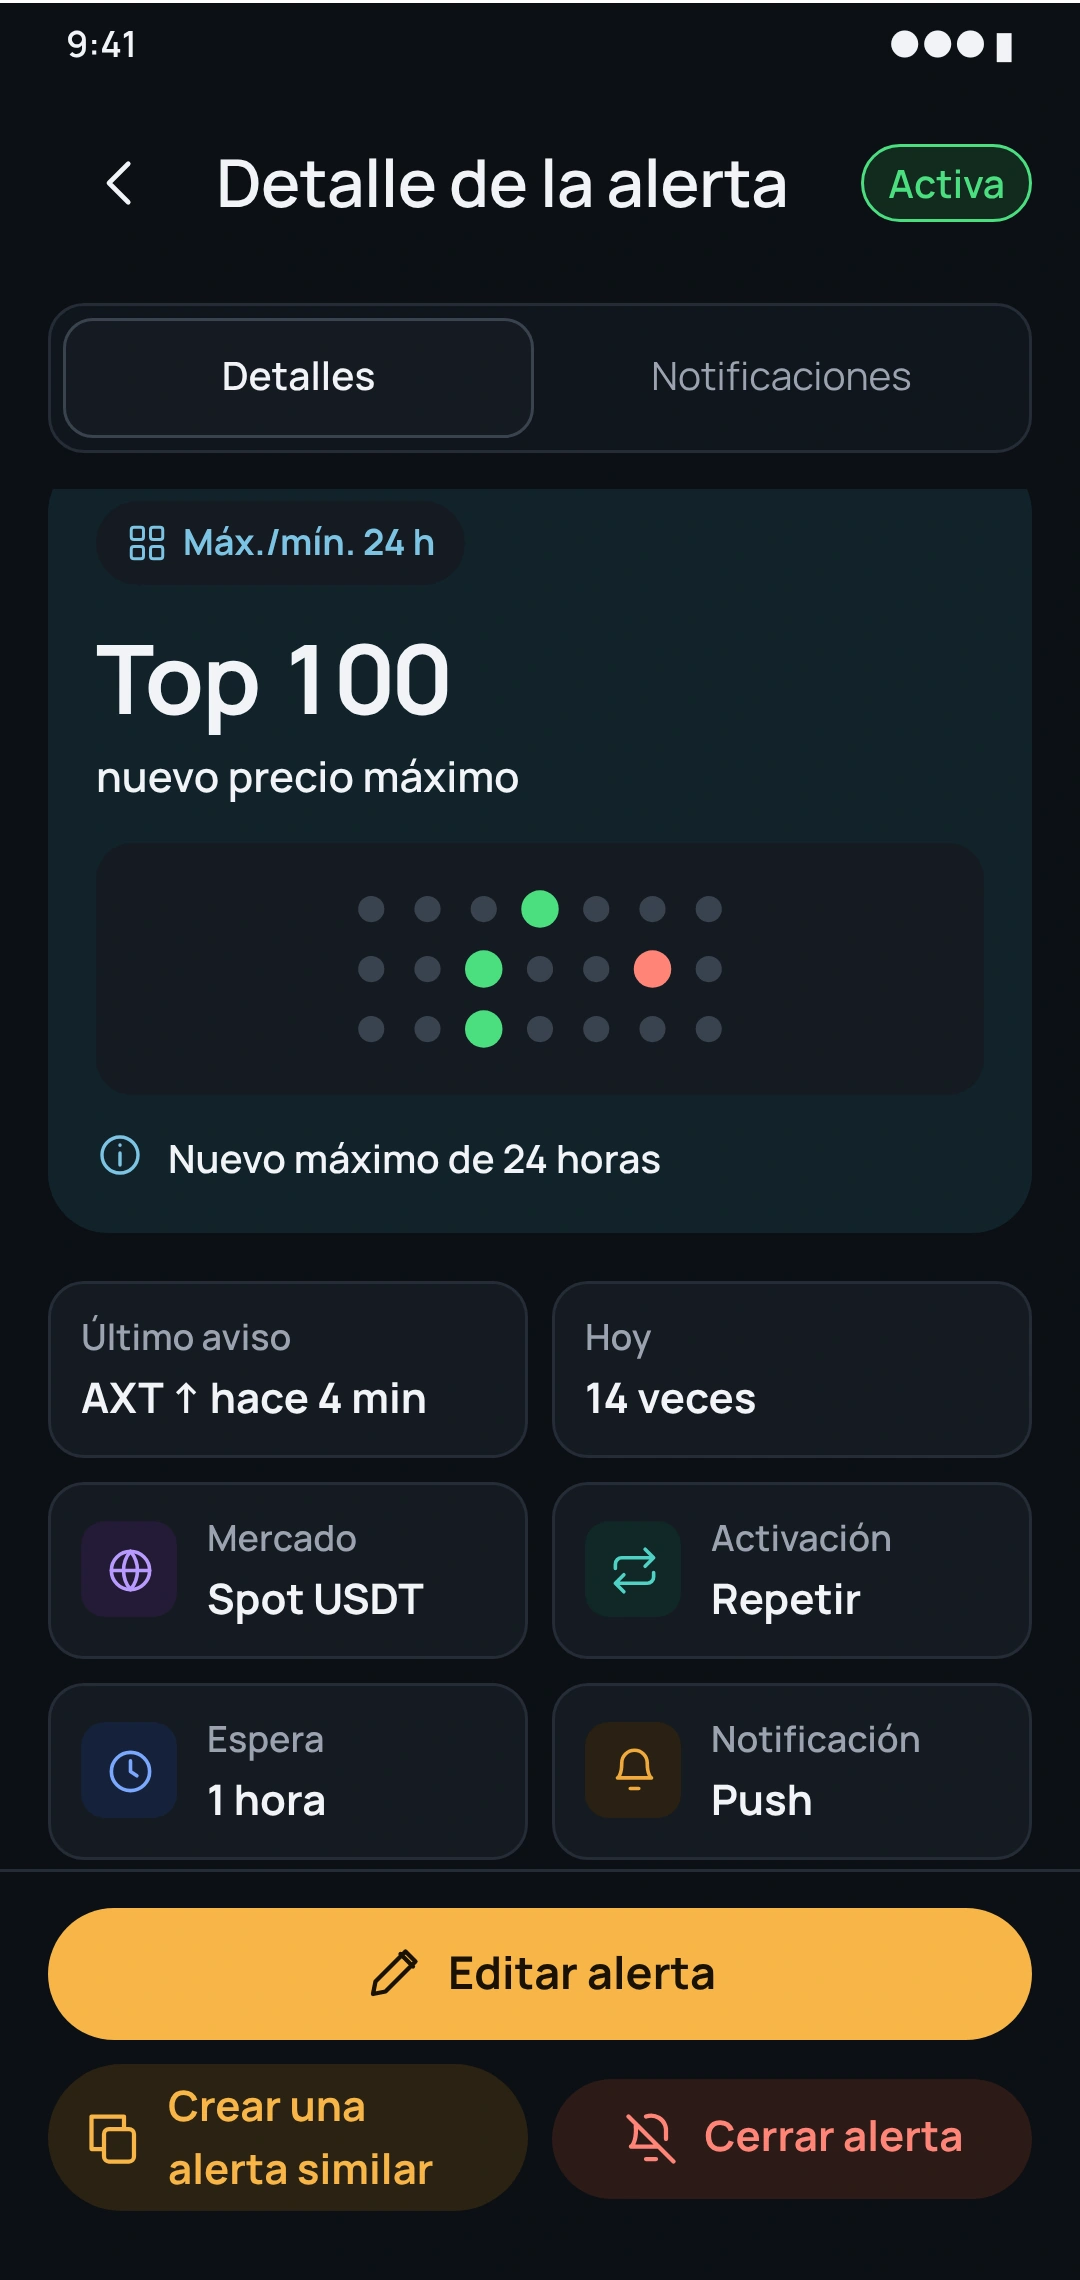 9:41
Detalle de la alerta
Activa
Detalles
Notificaciones
Máx./mín. 24 h
Top 100
nuevo precio máximo
Nuevo máximo de 24 horas
Último aviso
AXT ↑ hace 4 min
Hoy
14 veces
Mercado
Spot USDT
Activación
Repetir
Espera
1 hora
Notificación
Push
Editar alerta
Crear una
alerta similar
Cerrar alerta